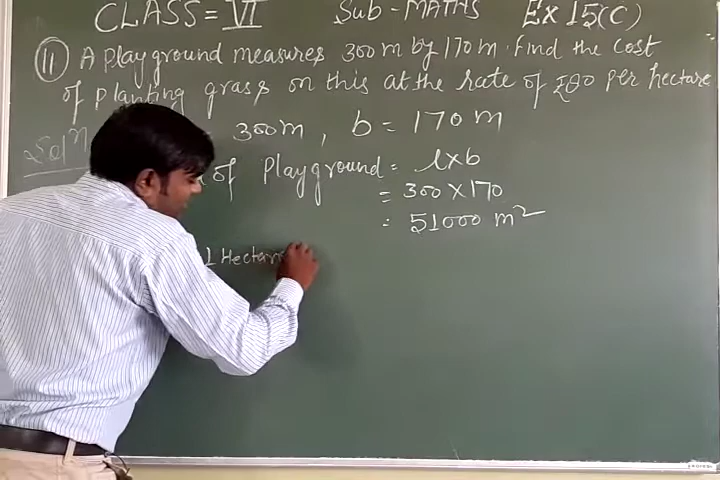 CLASS = VI Sub - MATHS Ex 15(C)
(11) A playground measures 300 m by 170 m. find the cost
of planting grass on this at the rate of ₹80 per hectare
Solⁿ 300m, b = 170 m
of Playground = l×b
= 300 × 170
= 51000 m²
1 Hectare